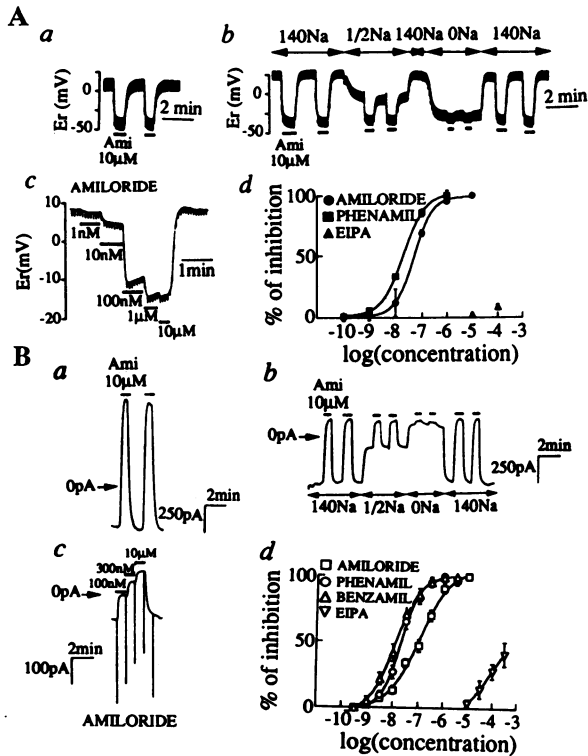 A
a
b
140Na 1/2Na 140Na 0Na 140Na
Er (mV)
0
-50
2 min
Ami
10μM
Er (mV)
0
-50
2 min
Ami
10μM
c
AMILORIDE
Er(mV)
10
0
-10
-20
1nM
10nM
100nM
1μM
10μM
1min
d
% of inhibition
100
50
0
AMILORIDE
PHENAMIL
EIPA
-10 -9 -8 -7 -6 -5 -4 -3
log(concentration)
B
a
Ami
10μM
0pA
250pA
2min
b
Ami
10μM
0pA
250pA
2min
140Na 1/2Na 0Na 140Na
c
10μM
300nM
100nM
0pA
2min
100pA
AMILORIDE
d
% of inhibition
100
50
0
AMILORIDE
PHENAMIL
BENZAMIL
EIPA
-10 -9 -8 -7 -6 -5 -4 -3
log(concentration)